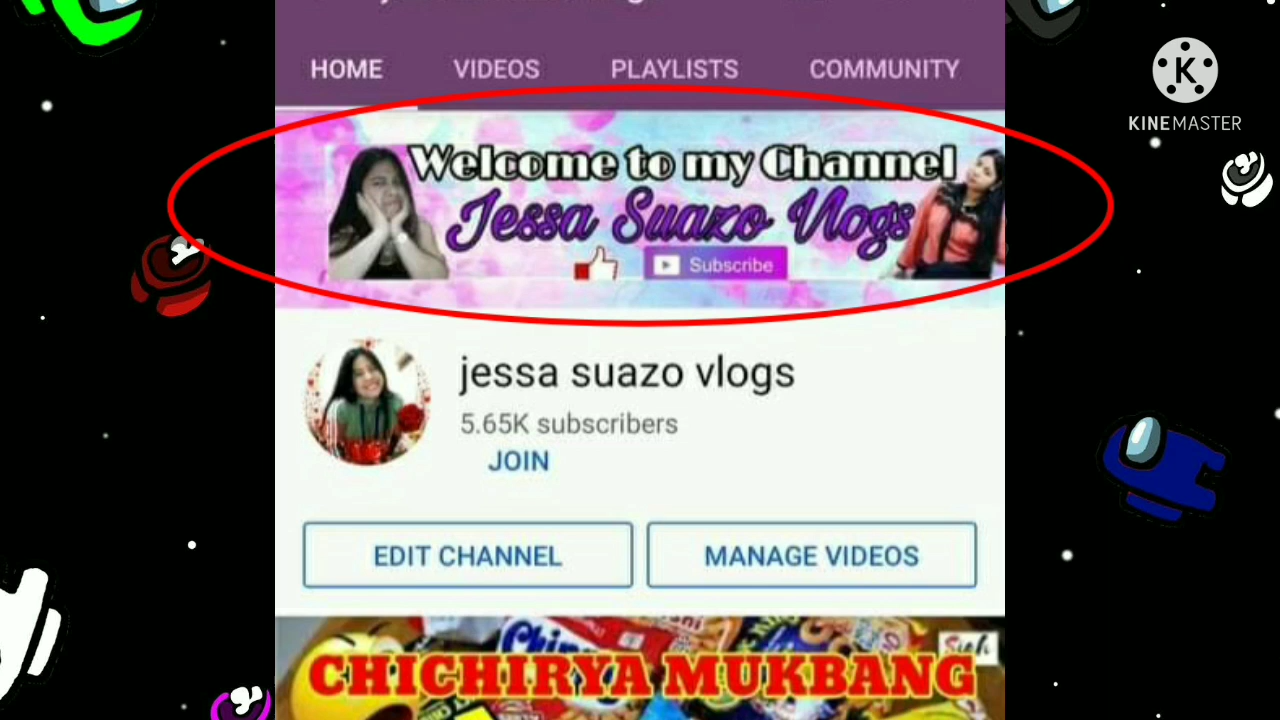 HOME VIDEOS PLAYLISTS COMMUNITY
KINEMASTER
Welcome to my Channel
Jessa Suazo Vlogs
Subscribe
jessa suazo vlogs
5.65K subscribers
JOIN
EDIT CHANNEL MANAGE VIDEOS
CHICHIRYA MUKBANG